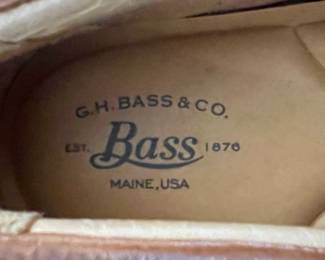 G.H. BASS & CO.
EST. Bass 1876
MAINE, USA